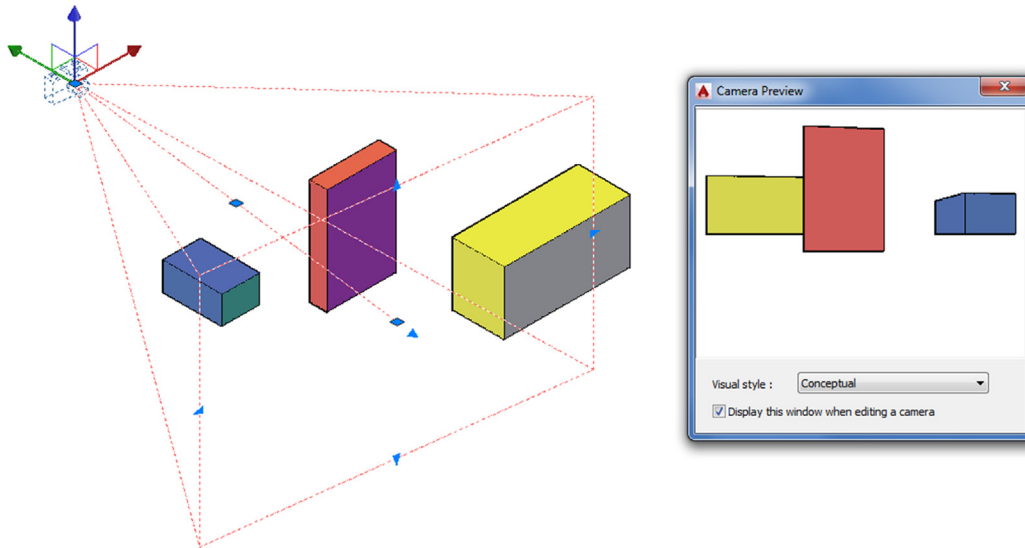 Camera Preview
Visual style :
Conceptual
Display this window when editing a camera